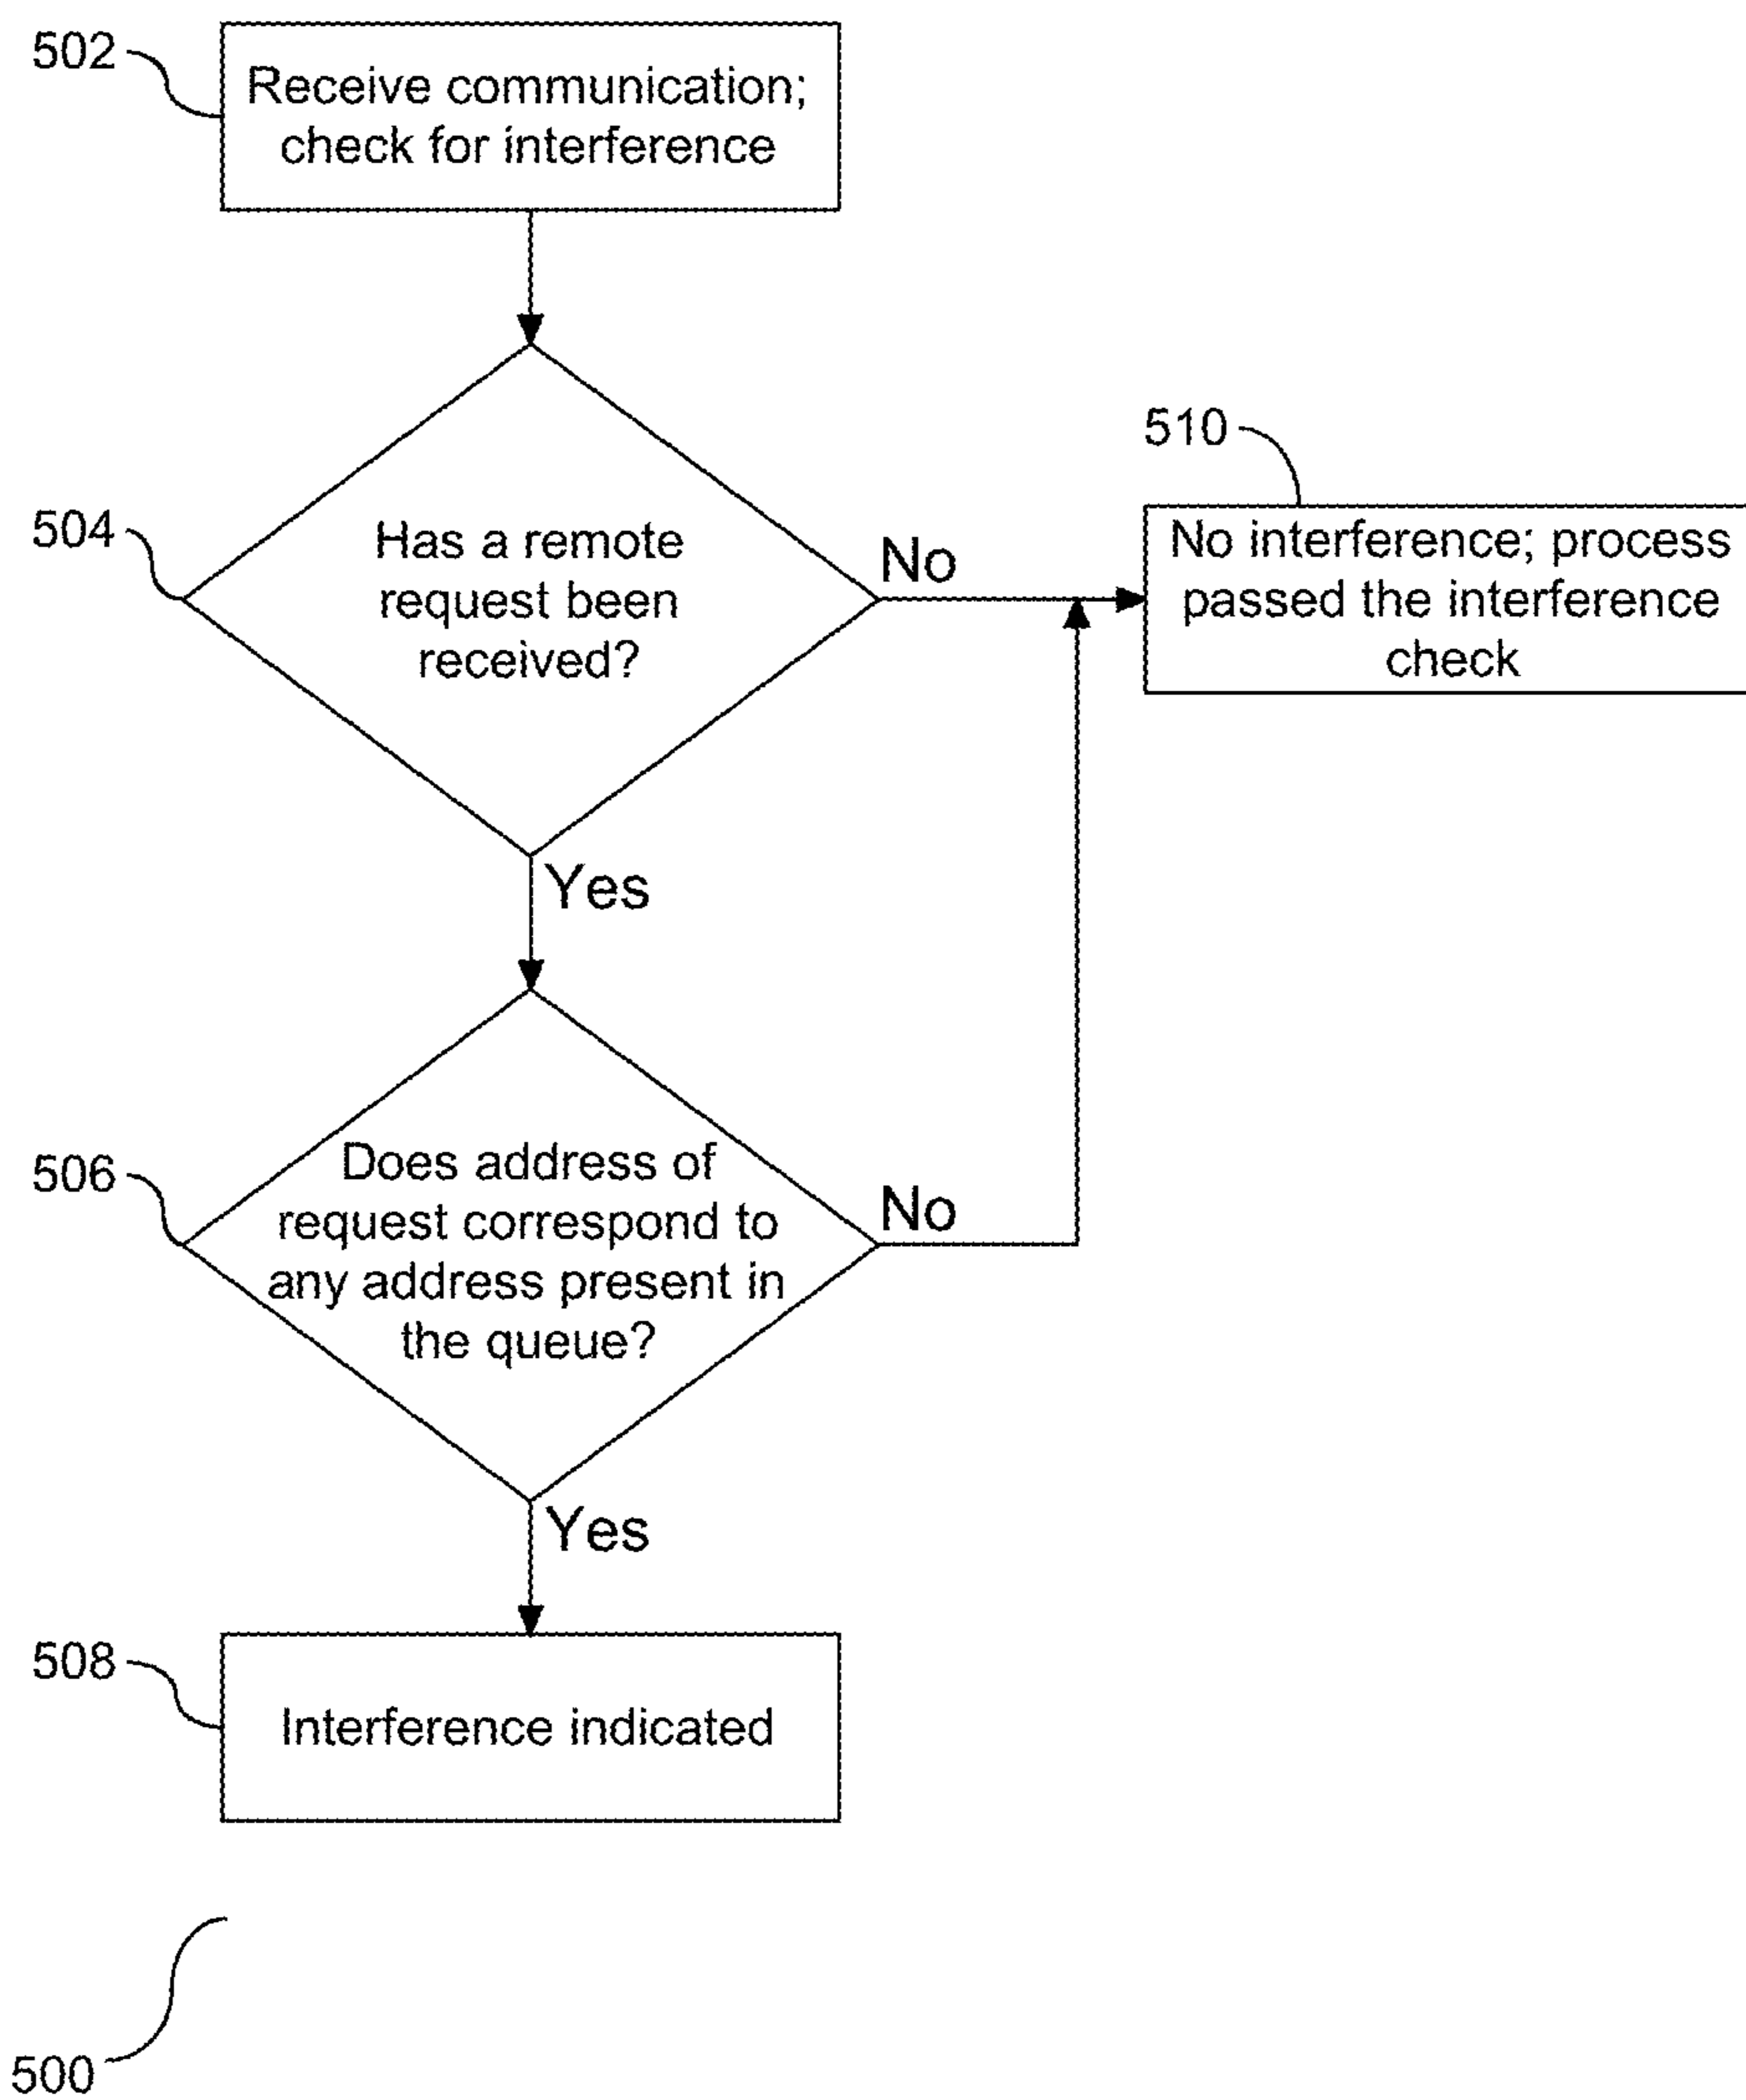 502
Receive communication;
check for interference
504
Has a remote
request been
received?
No
510
No interference; process
passed the interference
check
Yes
506
Does address of
request correspond to
any address present in
the queue?
No
Yes
508
Interference indicated
500